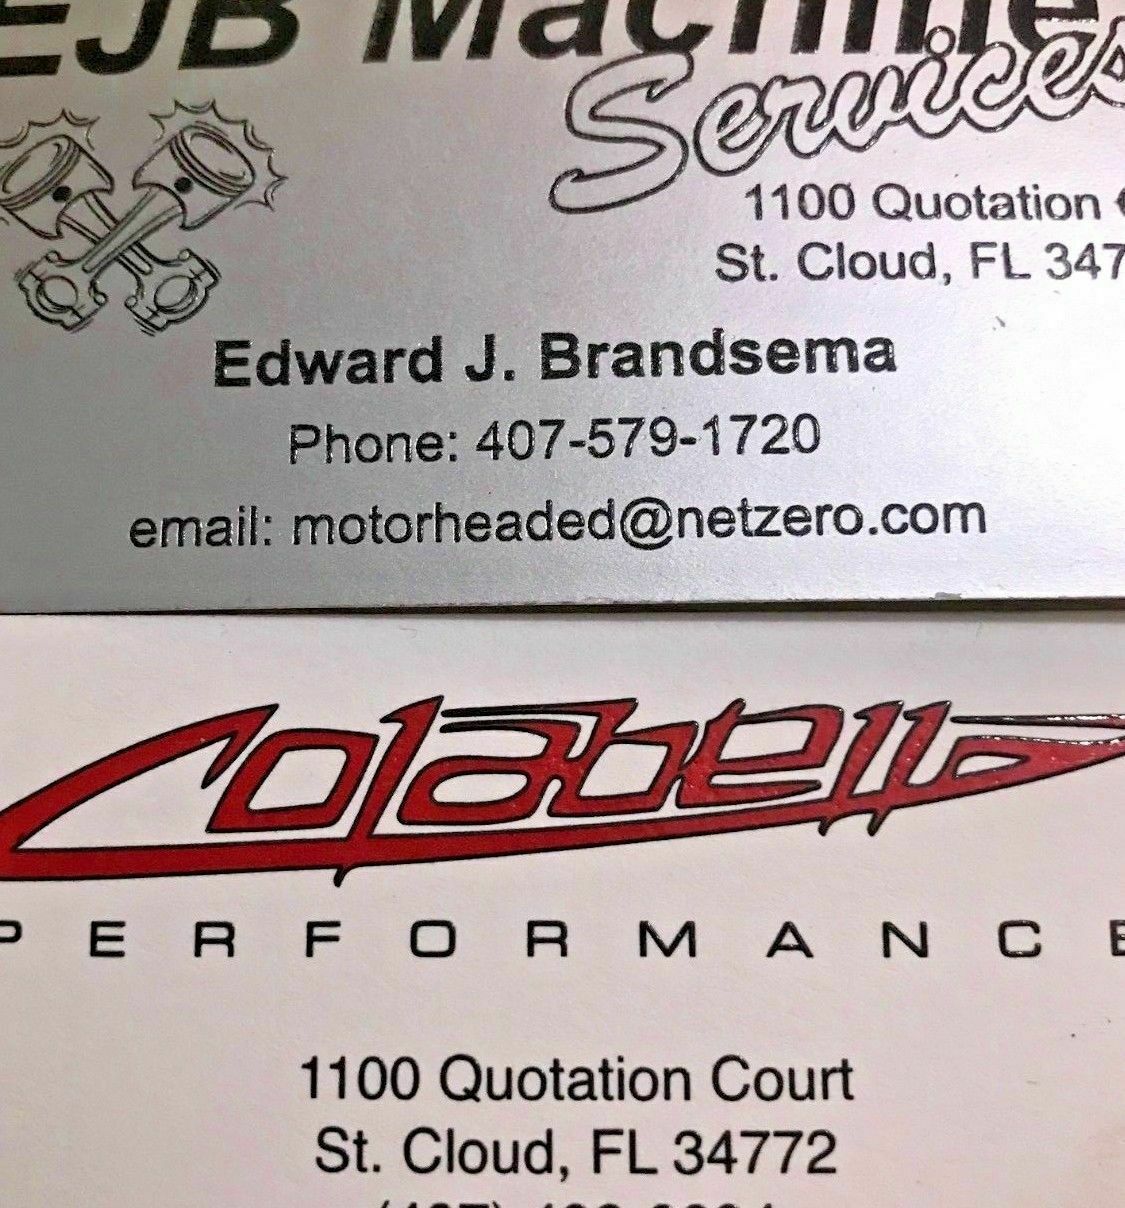 EJB Machine
Services
1100 Quotation
St. Cloud, FL 347
Edward J. Brandsema
Phone: 407-579-1720
email: motorheaded@netzero.com
Colabella
PERFORMANCE
1100 Quotation Court
St. Cloud, FL 34772